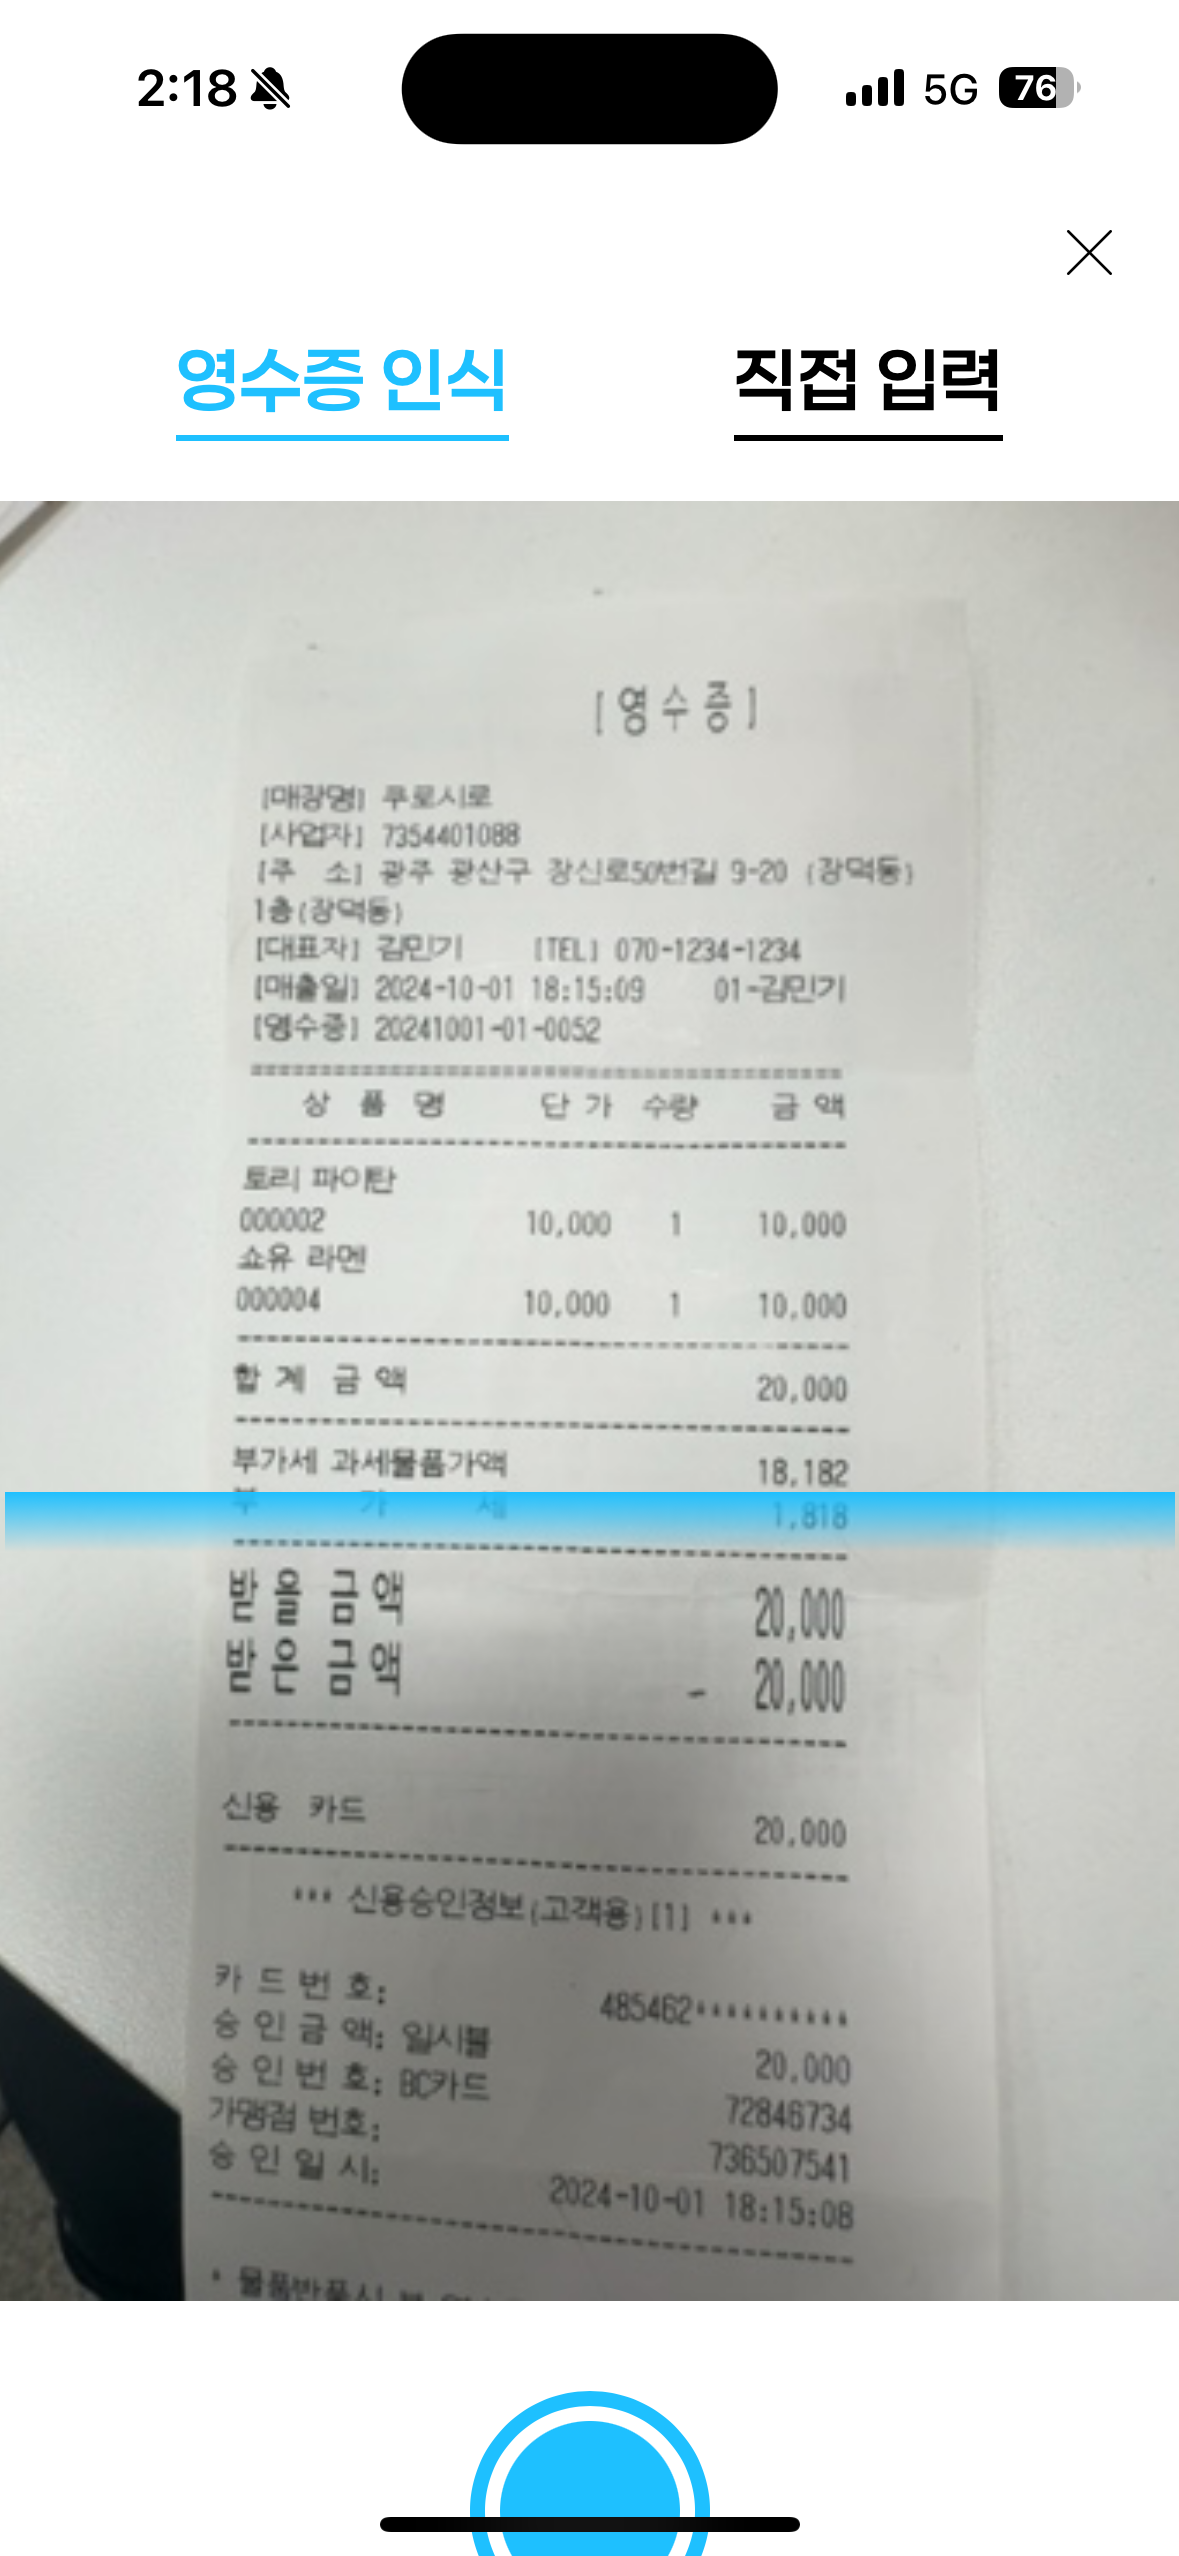 2:18 5G 76
영수증 인식 직접 입력
[영수증]
[매장명] 푸로시로
[사업자] 7354401088
[주 소] 광주 광산구 장신로50번길 9-20 (장덕동)
1층(장덕동)
[대표자] 김민기 [TEL] 070-1234-1234
[매출일] 2024-10-01 18:15:09 01-김민기
[영수증] 20241001-01-0052
상 품 명 단 가 수량 금 액
토리 파이탄
000002 10,000 1 10,000
쇼유 라멘
000004 10,000 1 10,000
합 계 금 액 20,000
부가세 과세물품가액 18,182
부 가 세 1,818
받 을 금 액 20,000
받 은 금 액 - 20,000
신용 카드 20,000
*** 신용승인정보(고객용)[1] ***
카 드 번 호: 485462**********
승 인 금 액: 일시불 20,000
승 인 번 호: BC카드 72846734
가맹점 번호: 736507541
승 인 일 시: 2024-10-01 18:15:08
* 물품반품시